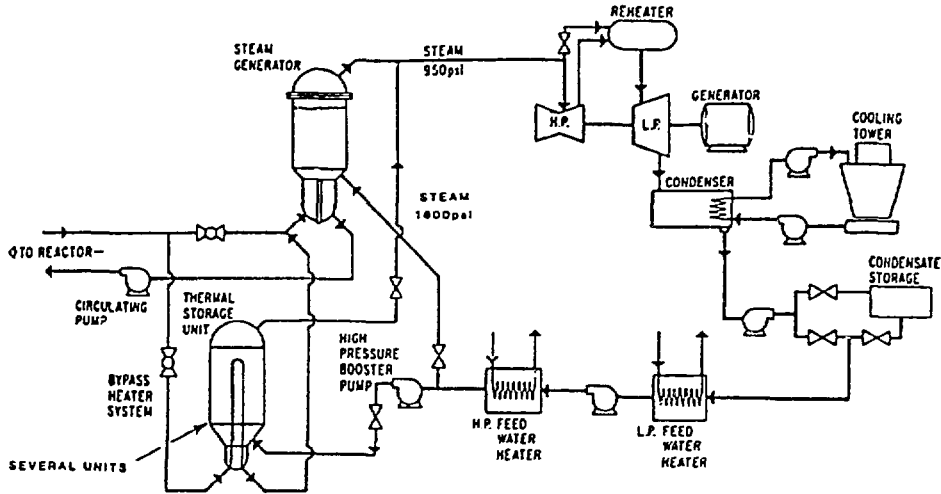 REHEATER
STEAM
GENERATOR
STEAM
950psi
GENERATOR
H.P.
L.P.
COOLING
TOWER
CONDENSER
STEAM
1400psi
TO REACTOR
CIRCULATING
PUMP
THERMAL
STORAGE
UNIT
CONDENSATE
STORAGE
HIGH
PRESSURE
BOOSTER
PUMP
BYPASS
HEATER
SYSTEM
H.P. FEED
WATER
HEATER
L.P. FEED
WATER
HEATER
SEVERAL UNITS